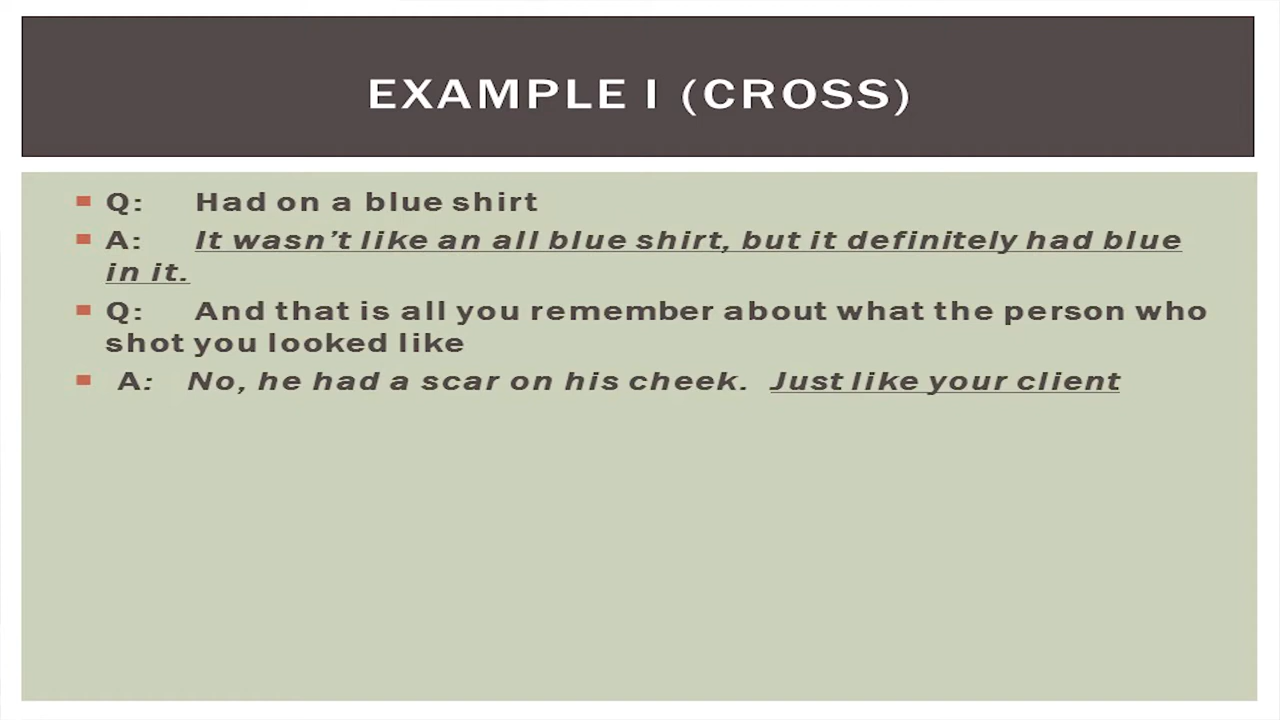 EXAMPLE I (CROSS)
Q: Had on a blue shirt
A: It wasn't like an all blue shirt, but it definitely had blue
in it.
Q: And that is all you remember about what the person who
shot you looked like
A: No, he had a scar on his cheek. Just like your client